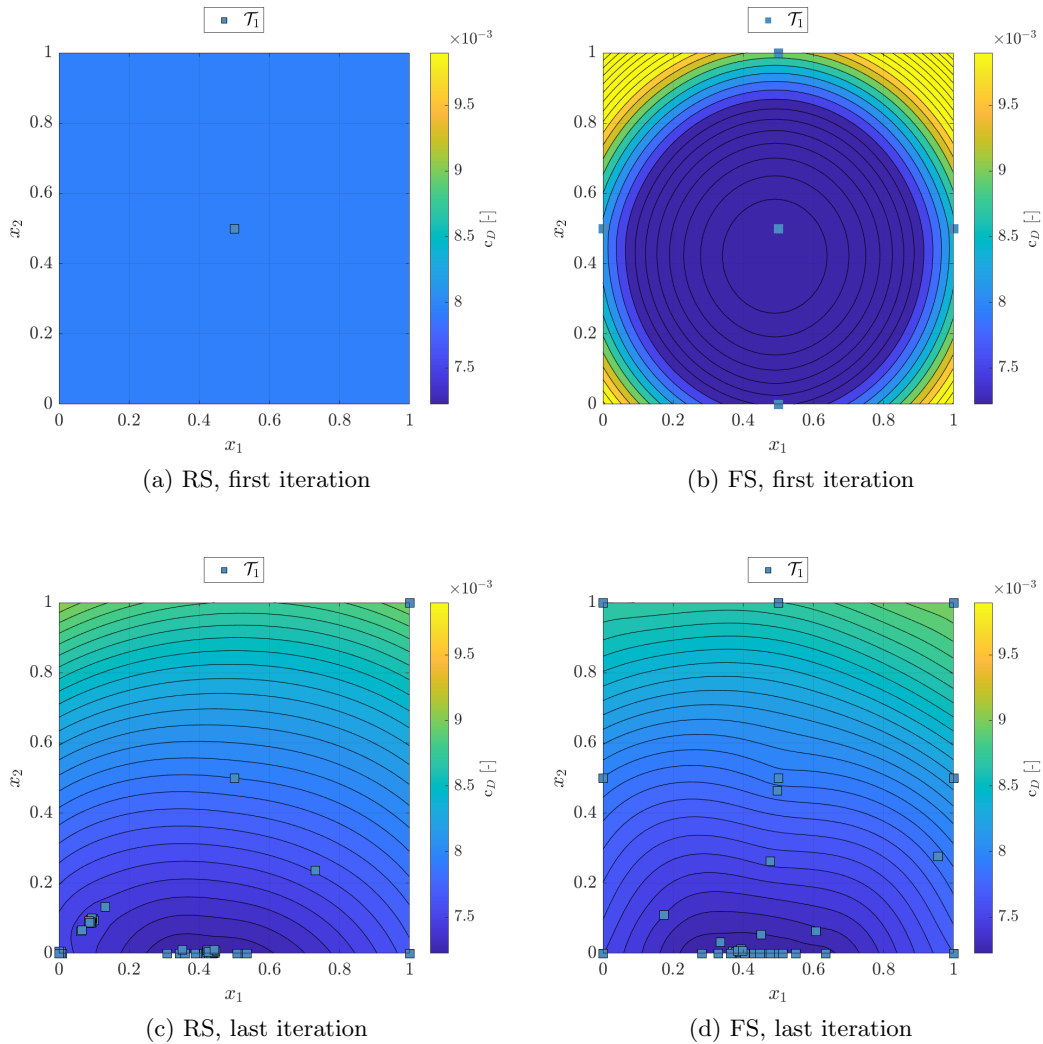 𝒯₁ 𝒯₁
×10⁻³ ×10⁻³
1 1
0.8 0.8
0.6 0.6
0.4 0.4
0.2 0.2
0 0
x₂ x₂
0 0.2 0.4 0.6 0.8 1 0 0.2 0.4 0.6 0.8 1
x₁ x₁
9.5 9.5
9 9
8.5 8.5
8 8
7.5 7.5
c_D [-] c_D [-]
(a) RS, first iteration (b) FS, first iteration
𝒯₁ 𝒯₁
×10⁻³ ×10⁻³
1 1
0.8 0.8
0.6 0.6
0.4 0.4
0.2 0.2
0 0
x₂ x₂
0 0.2 0.4 0.6 0.8 1 0 0.2 0.4 0.6 0.8 1
x₁ x₁
9.5 9.5
9 9
8.5 8.5
8 8
7.5 7.5
c_D [-] c_D [-]
(c) RS, last iteration (d) FS, last iteration